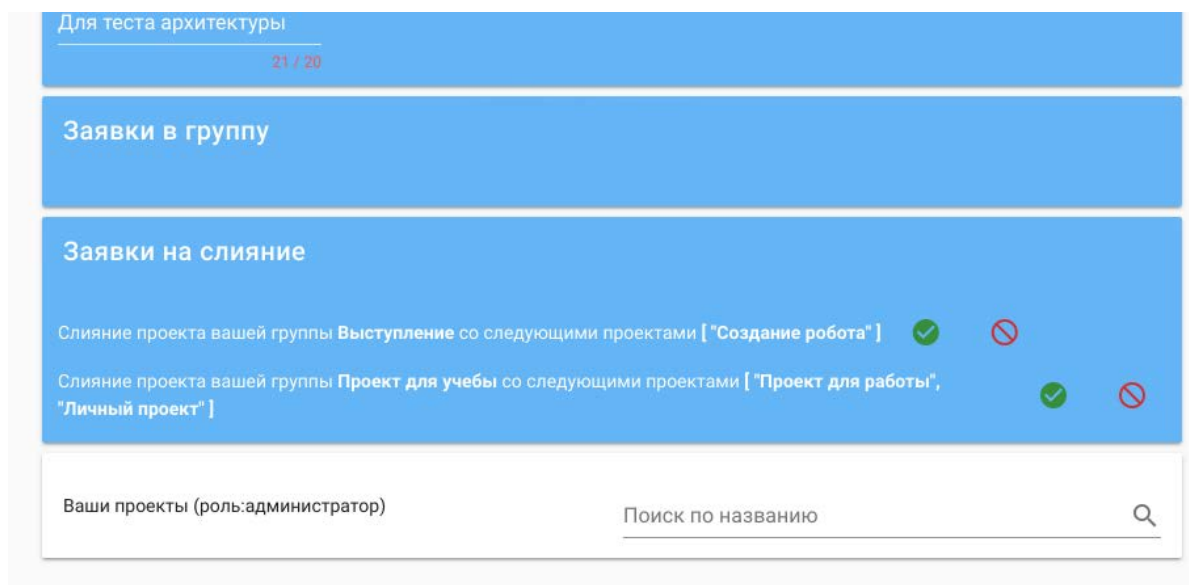 Для теста архитектуры
21 / 20
Заявки в группу
Заявки на слияние
Слияние проекта вашей группы Выступление со следующими проектами [ "Создание робота" ]
Слияние проекта вашей группы Проект для учебы со следующими проектами [ "Проект для работы",
"Личный проект" ]
Ваши проекты (роль:администратор)
Поиск по названию